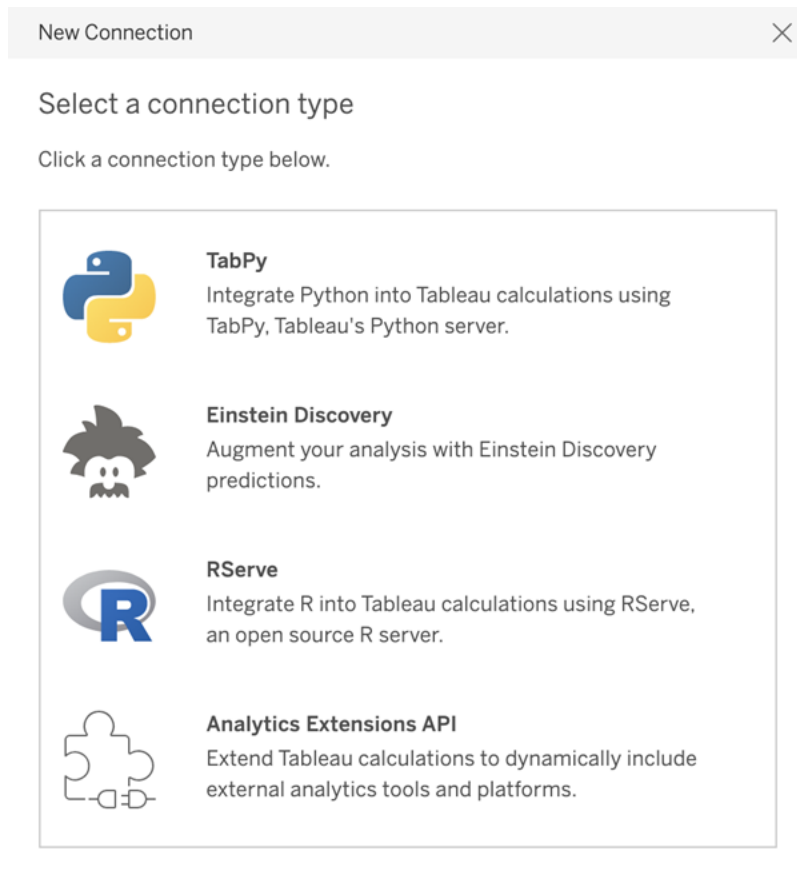 New Connection
Select a connection type
Click a connection type below.
TabPy
Integrate Python into Tableau calculations using
TabPy, Tableau's Python server.
Einstein Discovery
Augment your analysis with Einstein Discovery
predictions.
RServe
Integrate R into Tableau calculations using RServe,
an open source R server.
Analytics Extensions API
Extend Tableau calculations to dynamically include
external analytics tools and platforms.